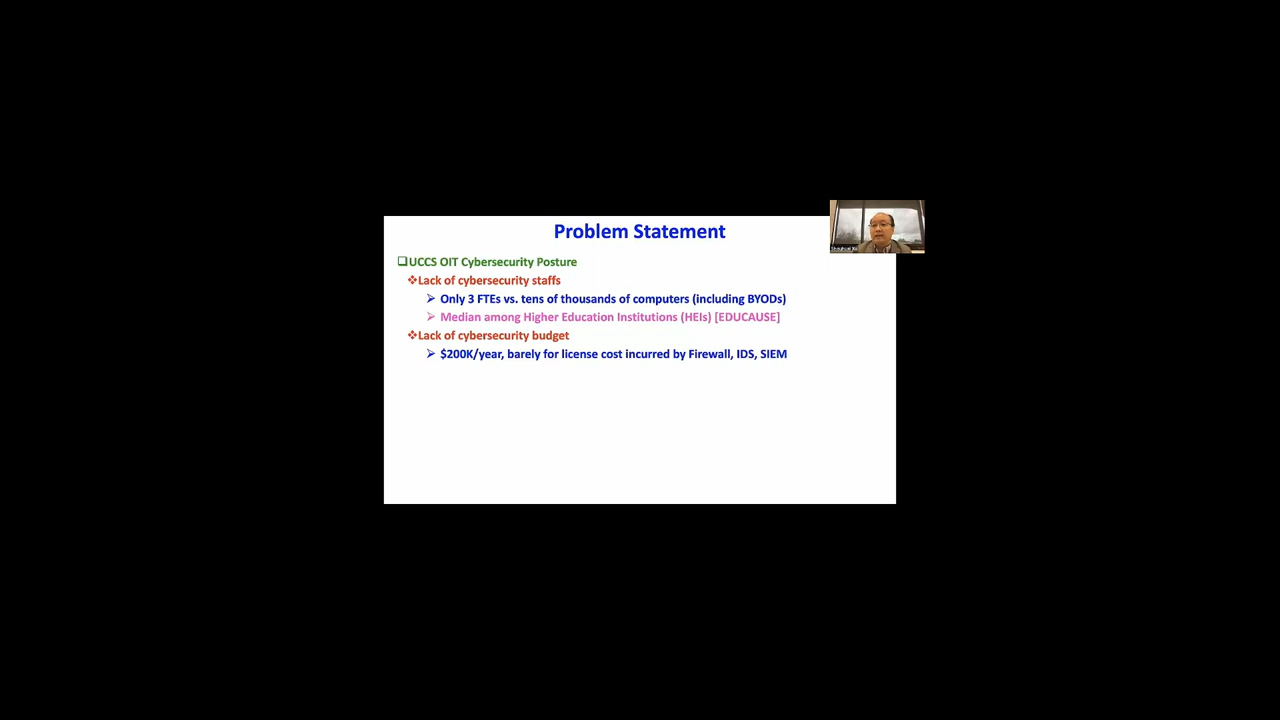 Problem Statement
❑UCCS OIT Cybersecurity Posture
❖Lack of cybersecurity staffs
➢ Only 3 FTEs vs. tens of thousands of computers (including BYODs)
➢ Median among Higher Education Institutions (HEIs) [EDUCAUSE]
❖Lack of cybersecurity budget
➢ $200K/year, barely for license cost incurred by Firewall, IDS, SIEM